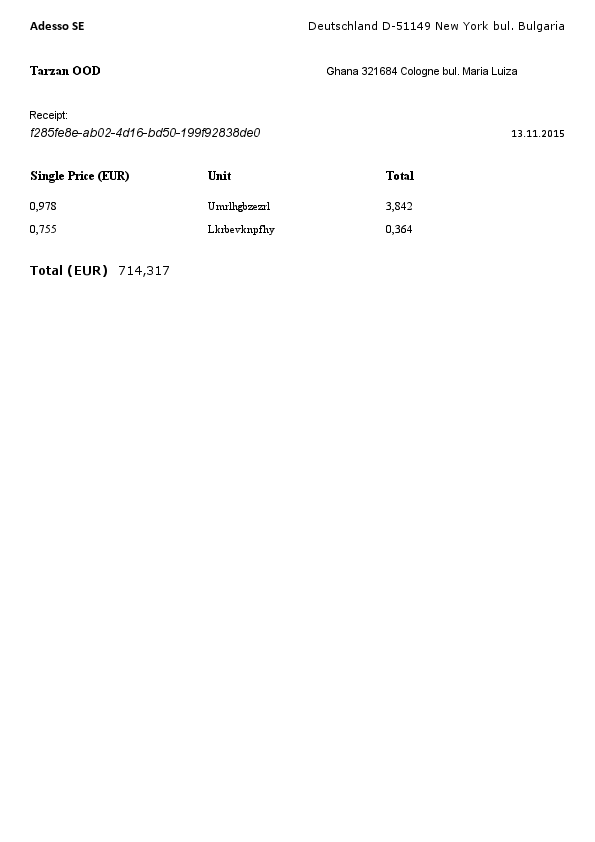 Adesso SE Deutschland D-51149 New York bul. Bulgaria
Tarzan OOD Ghana 321684 Cologne bul. Maria Luiza
Receipt:
f285fe8e-ab02-4d16-bd50-199f92838de0 13.11.2015
Single Price (EUR) Unit Total
0,978 Umrlhgbzezrl 3,842
0,755 Lkrbevknpfhy 0,364
Total (EUR) 714,317